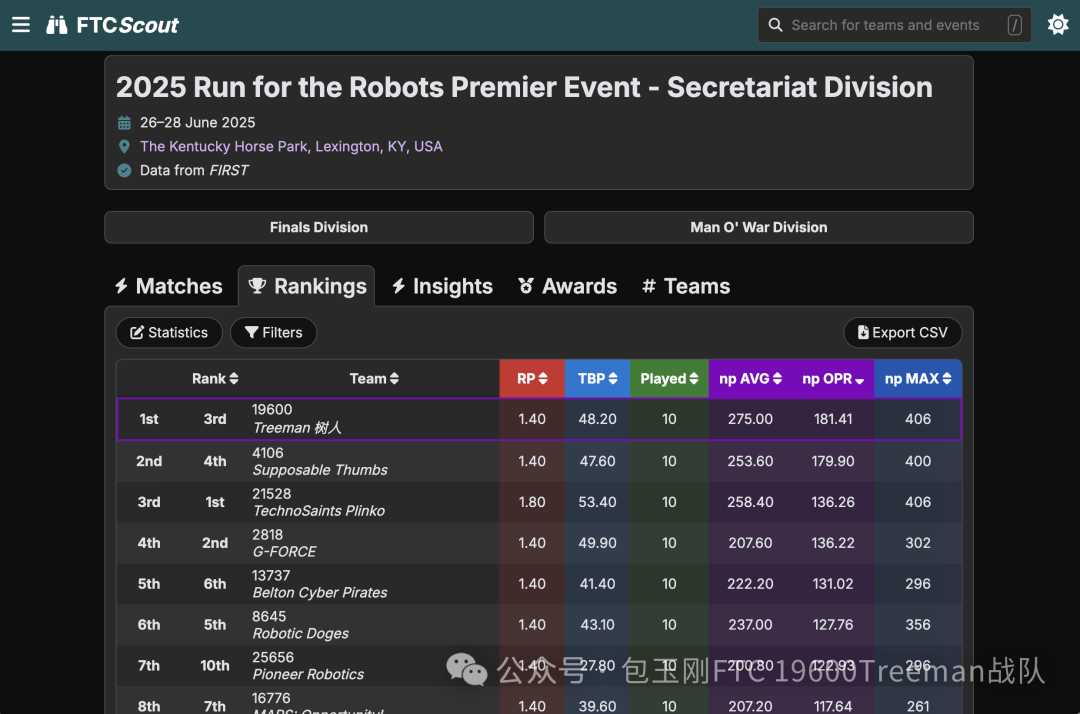 FTCScout
Search for teams and events /
2025 Run for the Robots Premier Event - Secretariat Division
26–28 June 2025
The Kentucky Horse Park, Lexington, KY, USA
Data from FIRST
Finals Division Man O' War Division
Matches Rankings Insights Awards # Teams
Statistics Filters Export CSV
Rank Team RP TBP Played np AVG np OPR np MAX
1st 3rd 19600 Treeman 树人 1.40 48.20 10 275.00 181.41 406
2nd 4th 4106 Supposable Thumbs 1.40 47.60 10 253.60 179.90 400
3rd 1st 21528 TechnoSaints Plinko 1.80 53.40 10 258.40 136.26 406
4th 2nd 2818 G-FORCE 1.40 49.90 10 207.60 136.22 302
5th 6th 13737 Belton Cyber Pirates 1.40 41.40 10 222.20 131.02 296
6th 5th 8645 Robotic Doges 1.40 43.10 10 237.00 127.76 356
7th 10th 25656 Pioneer Robotics 1.40 27.80 10 200.80 122.93 296
公众号 · 包玉刚FTC 19600Treeman战队
8th 7th 16776 1.40 39.60 10 207.20 117.64 261